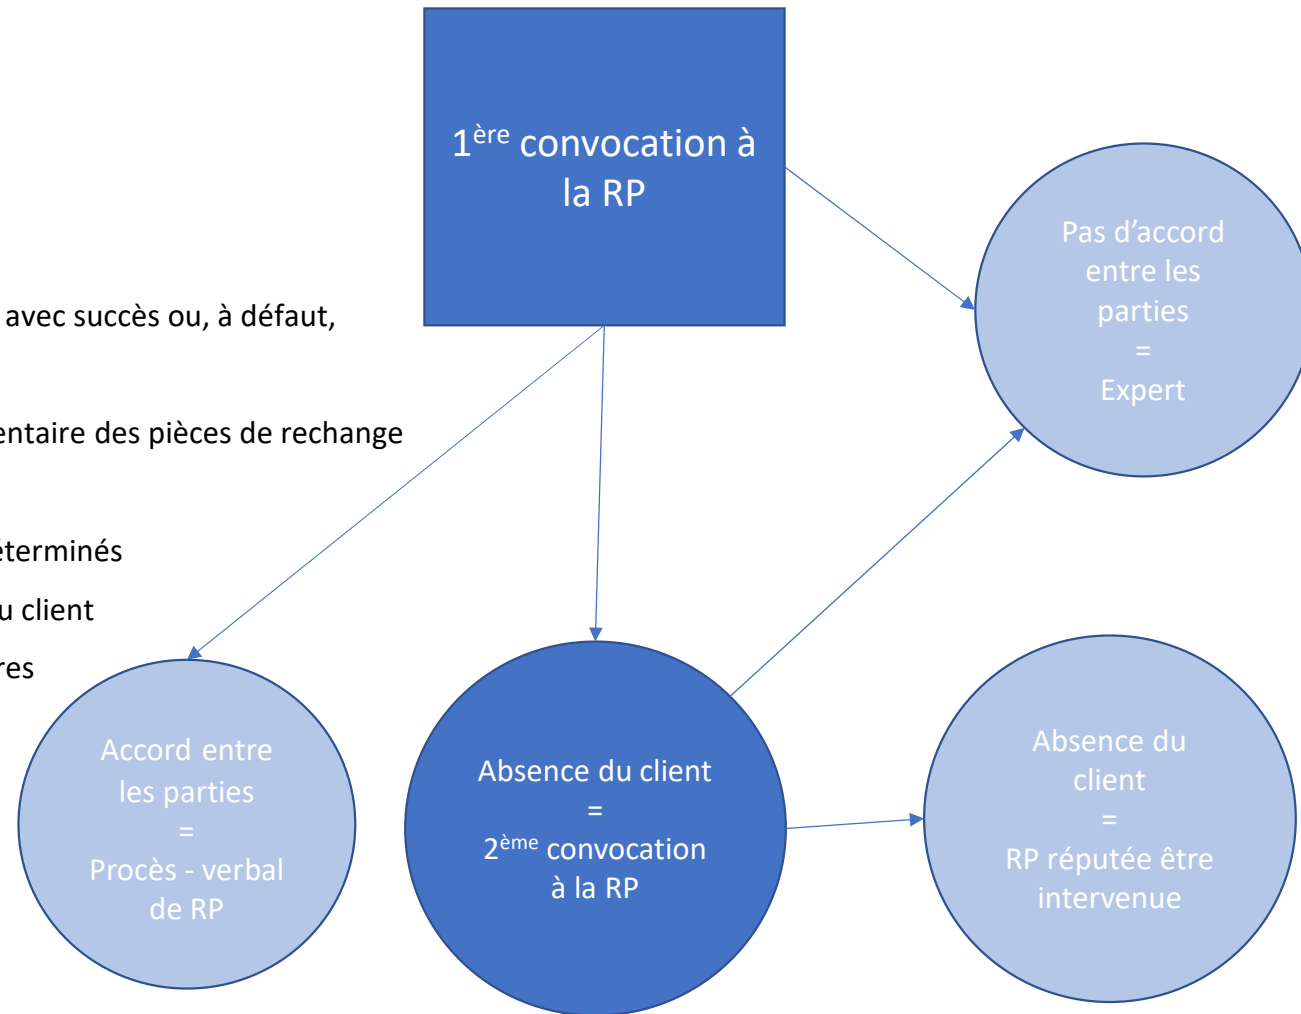 1ère convocation à
la RP
Pas d’accord
entre les
parties
=
Expert
avec succès ou, à défaut,
entaire des pièces de rechange
éterminés
u client
res
Accord entre
les parties
=
Procès - verbal
de RP
Absence du client
=
2ème convocation
à la RP
Absence du
client
=
RP réputée être
intervenue